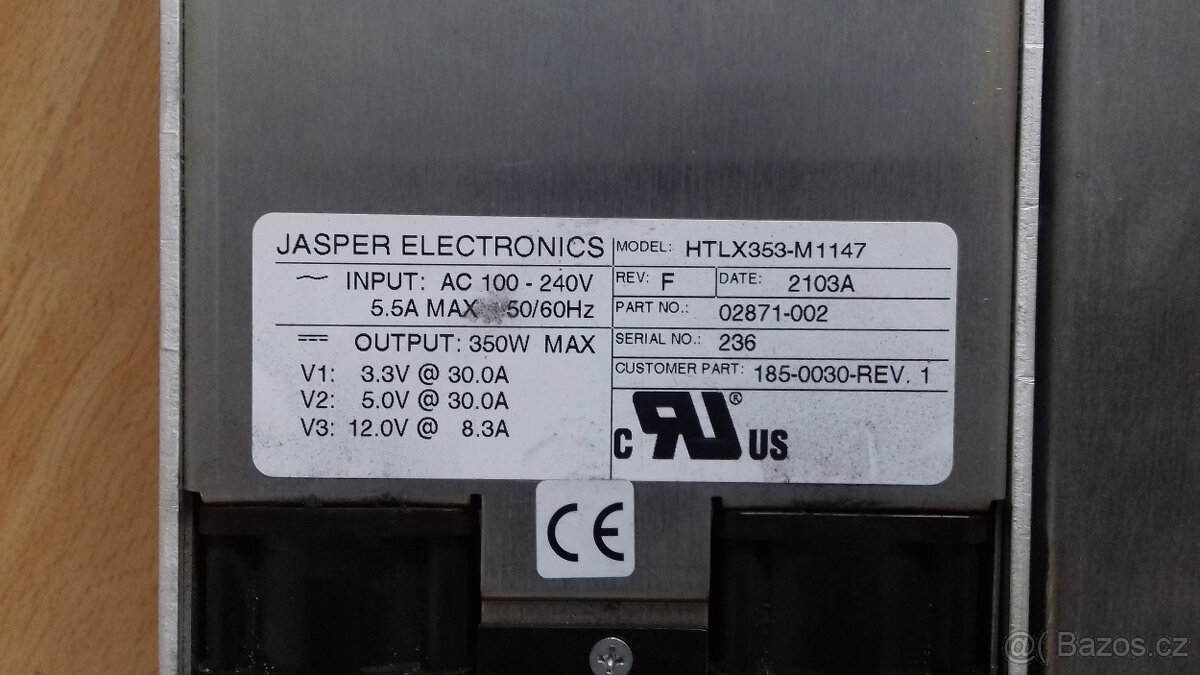 JASPER ELECTRONICS
INPUT: AC 100 - 240V
5.5A MAX 50/60Hz
OUTPUT: 350W MAX
V1: 3.3V @ 30.0A
V2: 5.0V @ 30.0A
V3: 12.0V @ 8.3A
MODEL: HTLX353-M1147
REV: F DATE: 2103A
PART NO.: 02871-002
SERIAL NO.: 236
CUSTOMER PART: 185-0030-REV. 1
C RU® US
CE
@( Bazos.cz